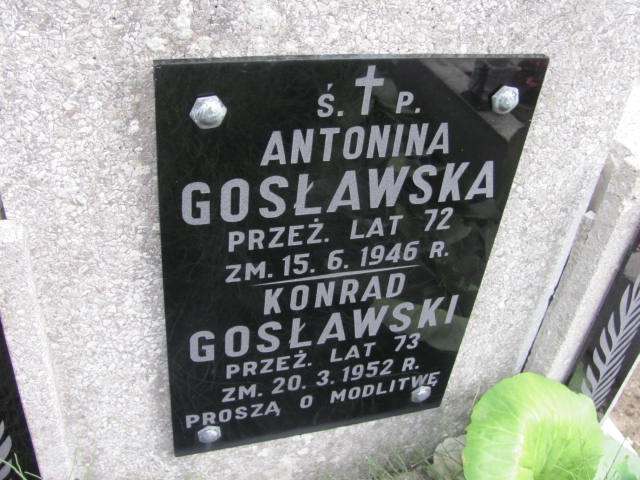 Ś. P.
ANTONINA
GOSŁAWSKA
PRZEŻ. LAT 72
ZM. 15. 6. 1946 R.
KONRAD
GOSŁAWSKI
PRZEŻ. LAT 73
ZM. 20. 3. 1952 R.
PROSZĄ O MODLITWĘ